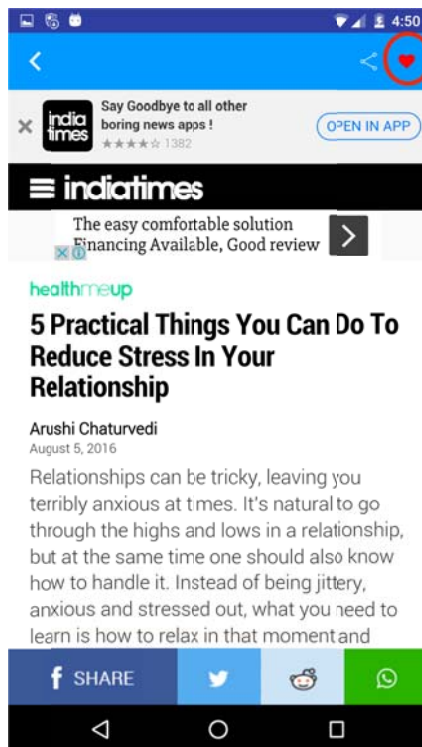 4:50
india
times
Say Goodbye to all other
boring news apps !
1382
OPEN IN APP
indiatimes
The easy comfortable solution
Financing Available, Good review
healthmeup
5 Practical Things You Can Do To
Reduce Stress In Your
Relationship
Arushi Chaturvedi
August 5, 2016
Relationships can be tricky, leaving you
terribly anxious at times. It's natural to go
through the highs and lows in a relationship,
but at the same time one should also know
how to handle it. Instead of being jittery,
anxious and stressed out, what you need to
learn is how to relax in that moment and
f SHARE